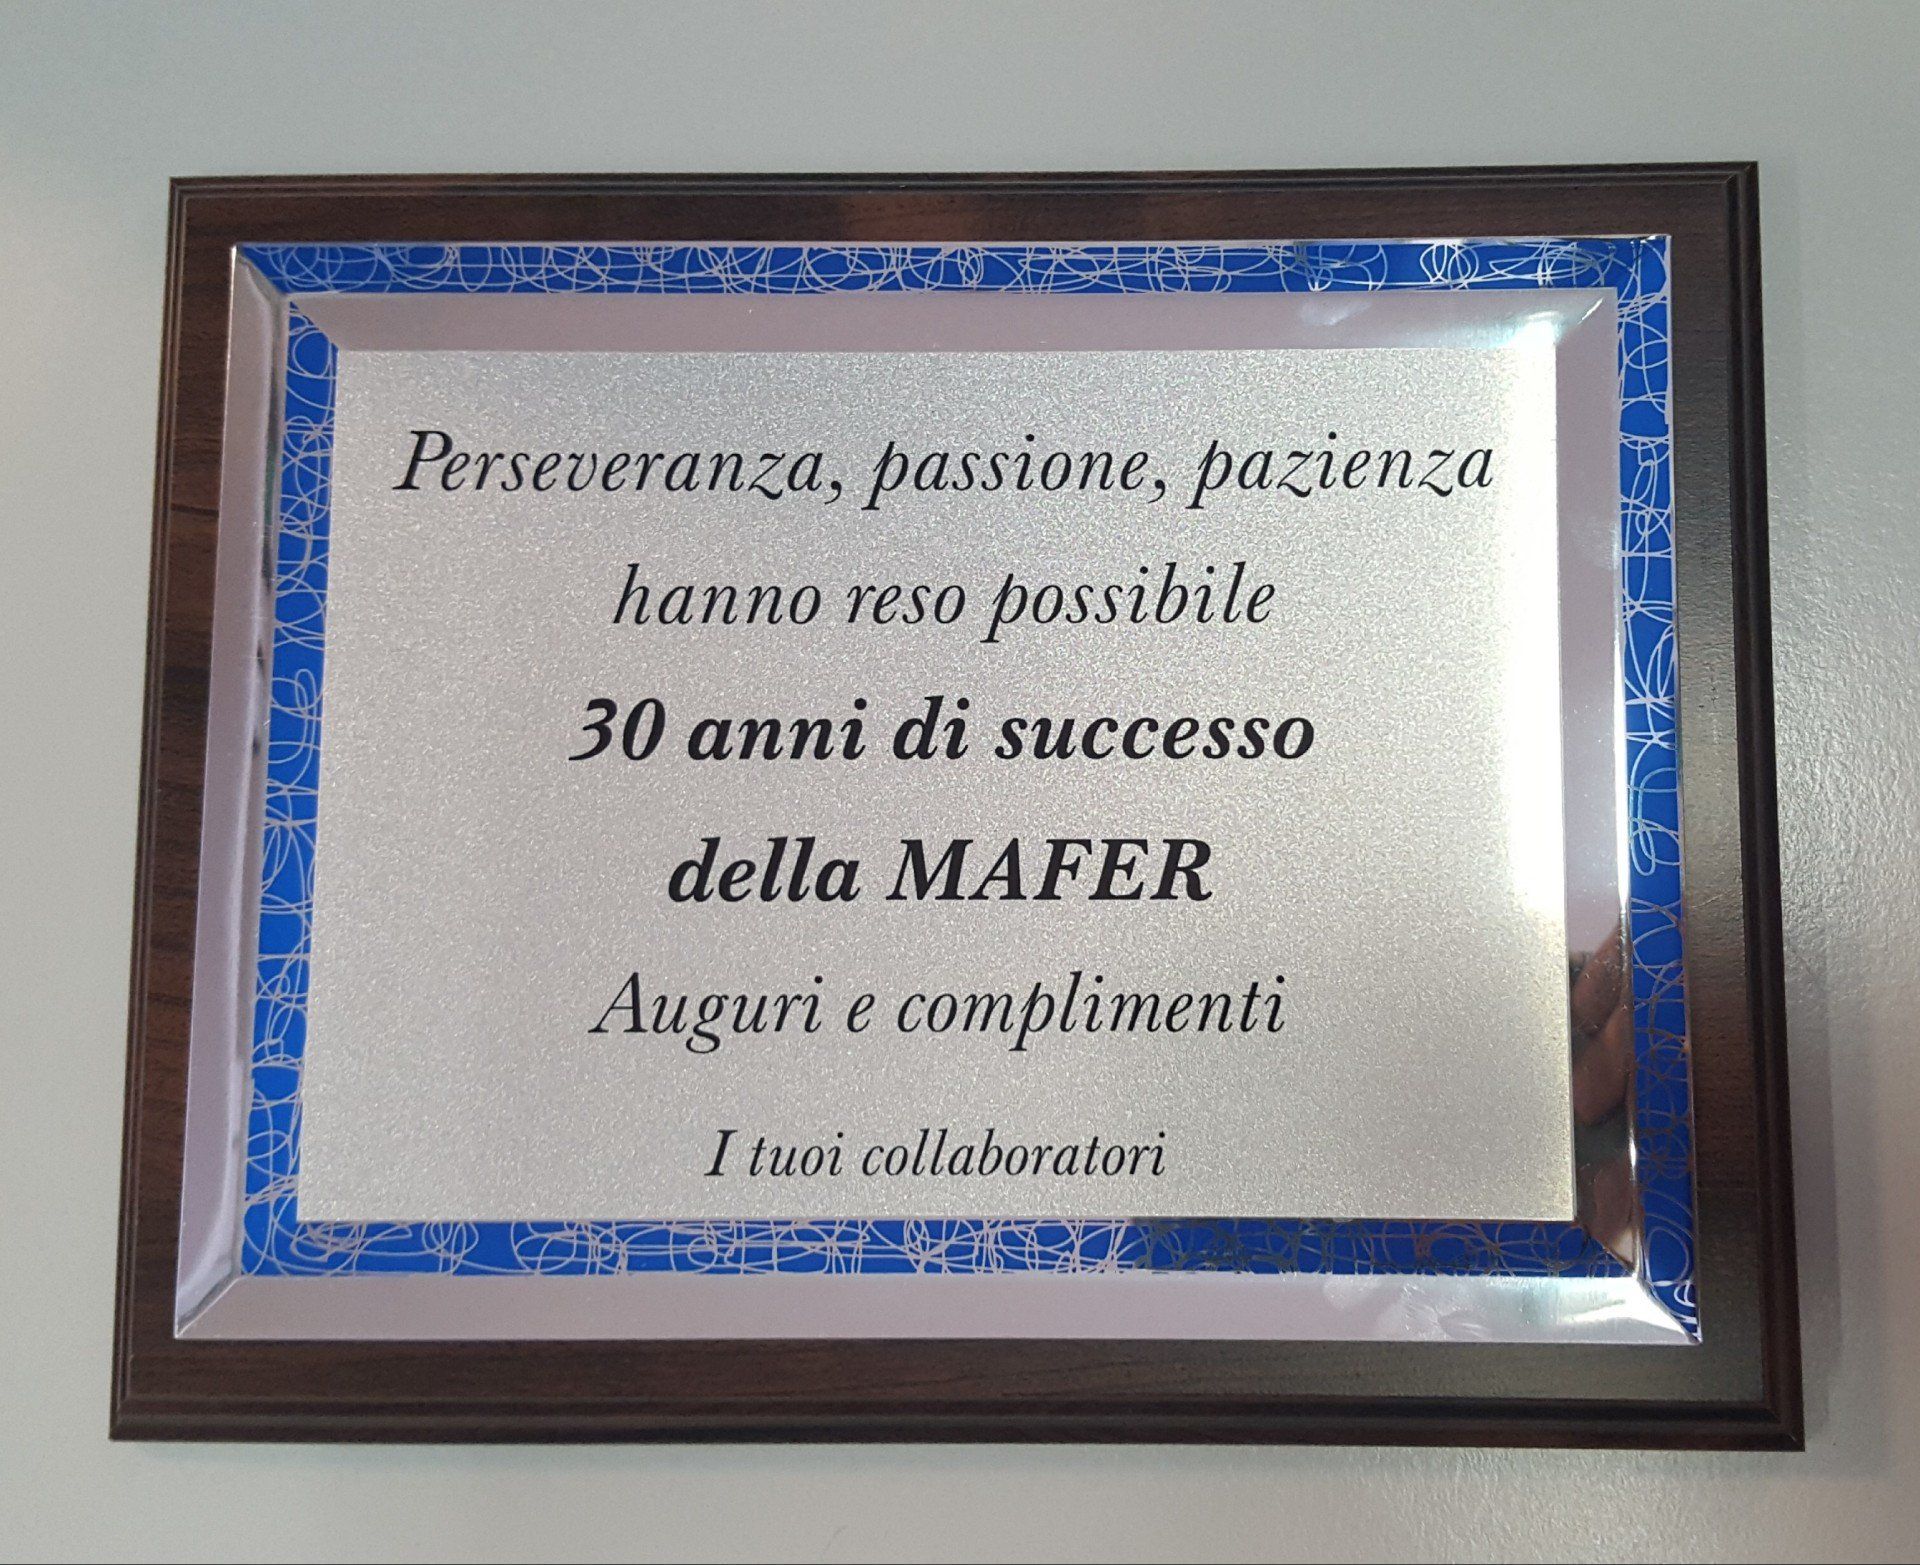 Perseveranza, passione, pazienza
hanno reso possibile
30 anni di successo
della MAFER
Auguri e complimenti
I tuoi collaboratori